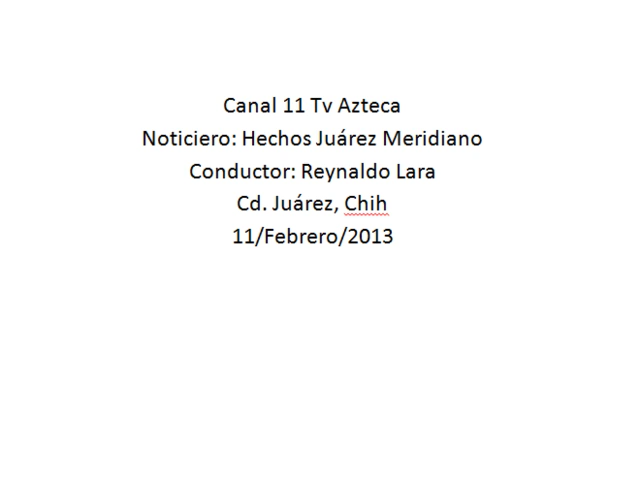 Canal 11 Tv Azteca
Noticiero: Hechos Juárez Meridiano
Conductor: Reynaldo Lara
Cd. Juárez, Chih
11/Febrero/2013